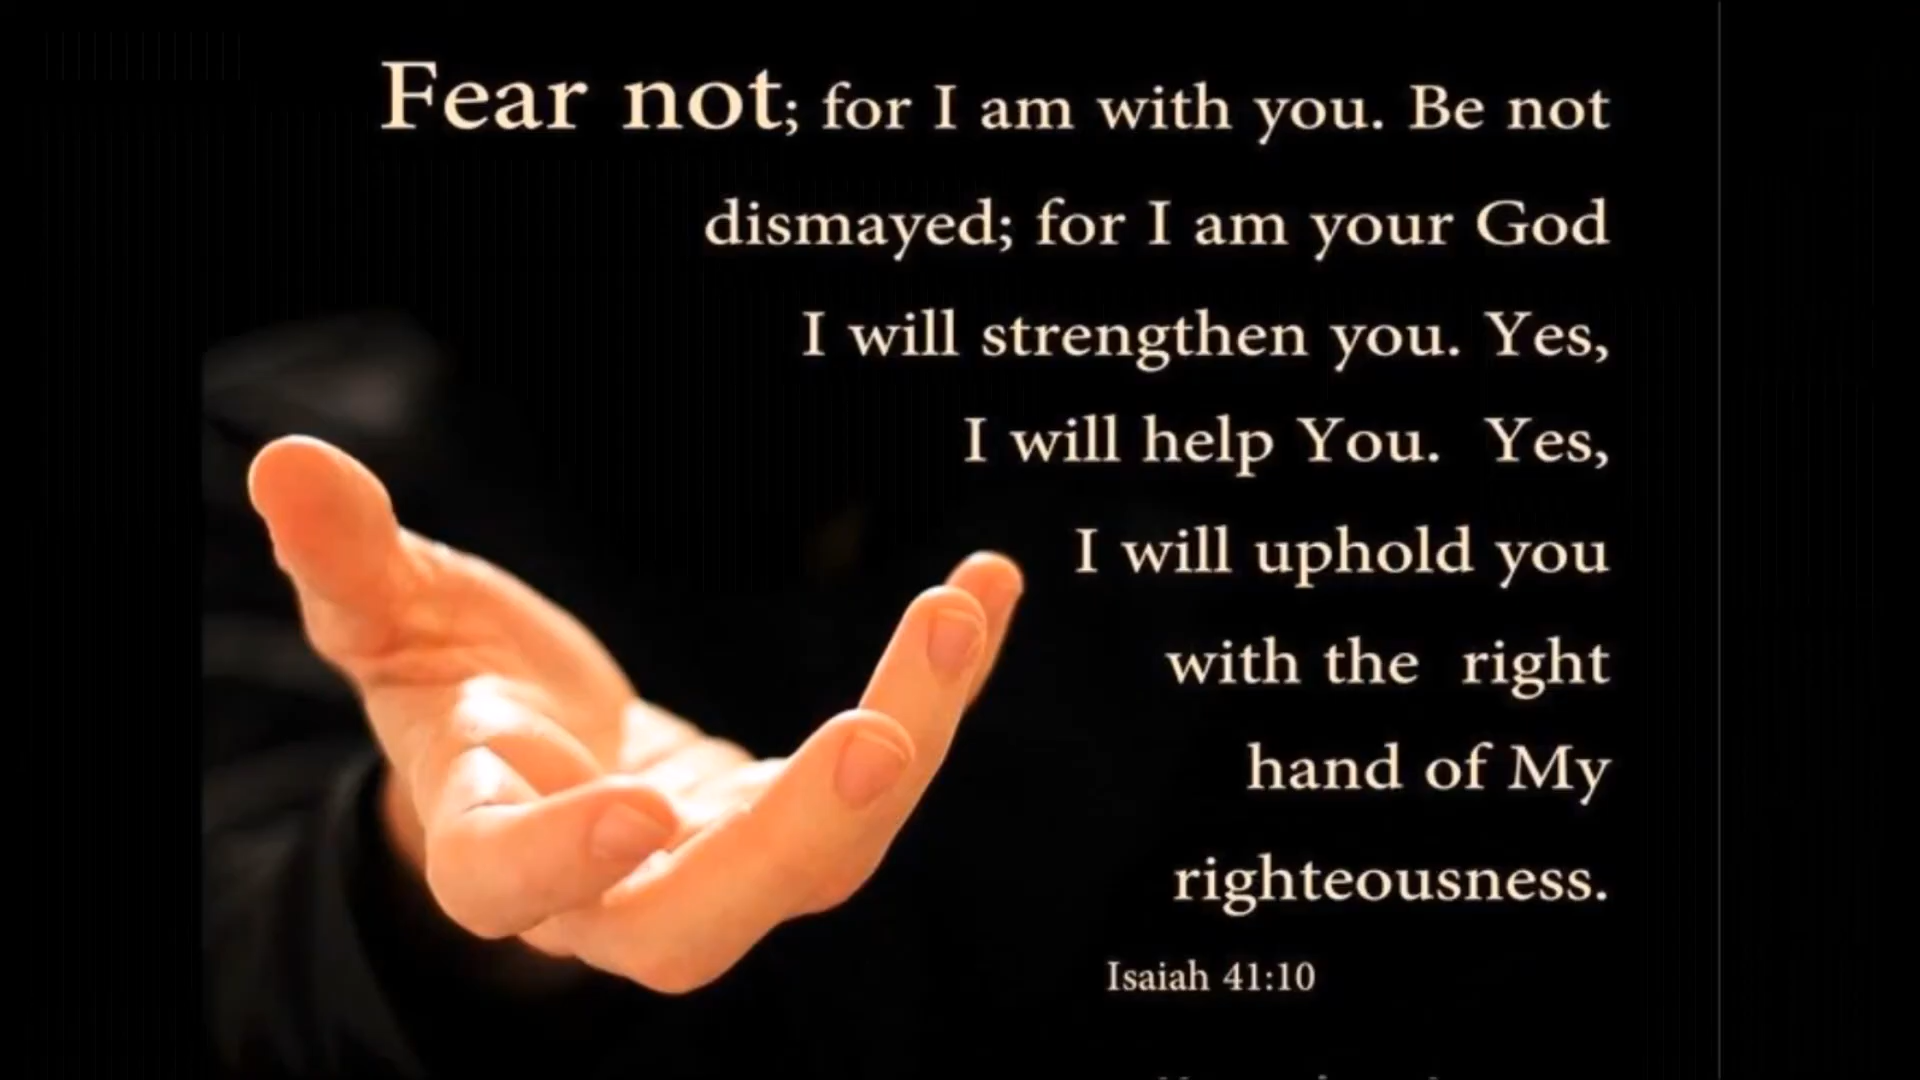 Fear not; for I am with you. Be not
dismayed; for I am your God
I will strengthen you. Yes,
I will help You. Yes,
I will uphold you
with the right
hand of My
righteousness.
Isaiah 41:10